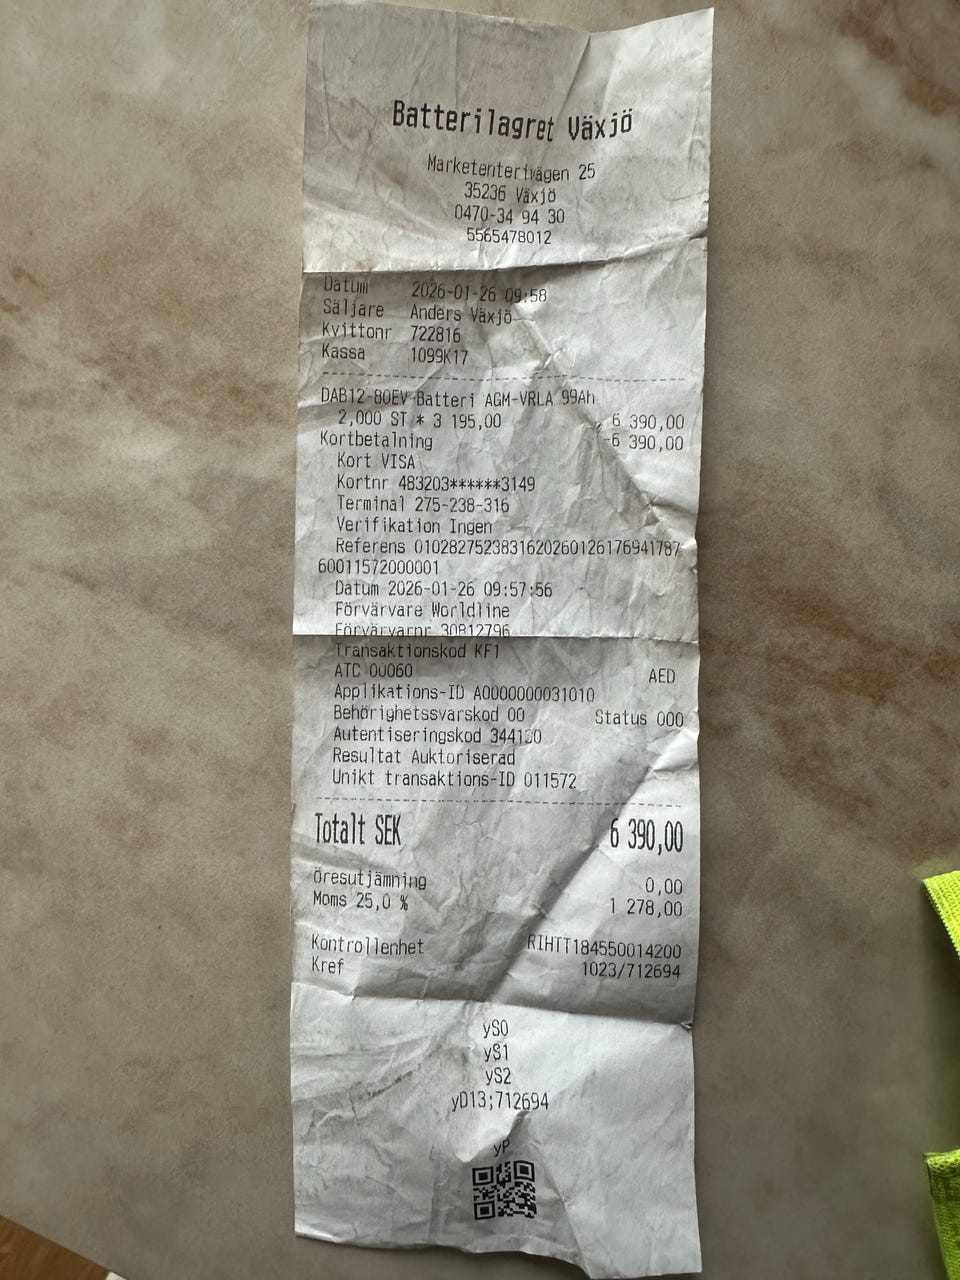 Batterilagret Växjö
Marketenterivägen 25
35236 Växjö
0470-34 94 30
5565478012
Datum 2026-01-26 09:58
Säljare Anders Växjö
Kvittonr 722816
Kassa 1099K17
DAB12-80EV Batteri AGM-VRLA 99Ah
2,000 ST * 3 195,00 6 390,00
Kortbetalning -6 390,00
Kort VISA
Kortnr 483203******3149
Terminal 275-238-316
Verifikation Ingen
Referens 010282752383162026012617694178​7
60011572000001
Datum 2026-01-26 09:57:56
Förvärvare Worldline
Förvärvarnr 30812796
Transaktionskod KF1
ATC 00060 AED
Applikations-ID A0000000031010
Behörighetssvarskod 00 Status 000
Autentiseringskod 344130
Resultat Auktoriserad
Unikt transaktions-ID 011572
Totalt SEK 6 390,00
Öresutjämning 0,00
Moms 25,0 % 1 278,00
Kontrollenhet RIHTT184550014200
Kref 1023/712694
yS0
yS1
yS2
yD13;712694
yP